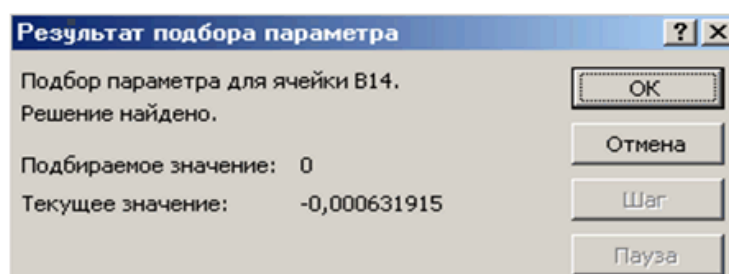 Результат подбора параметра ? ×
Подбор параметра для ячейки B14.
Решение найдено.
Подбираемое значение: 0
Текущее значение: -0,000631915
ОК
Отмена
Шаг
Пауза